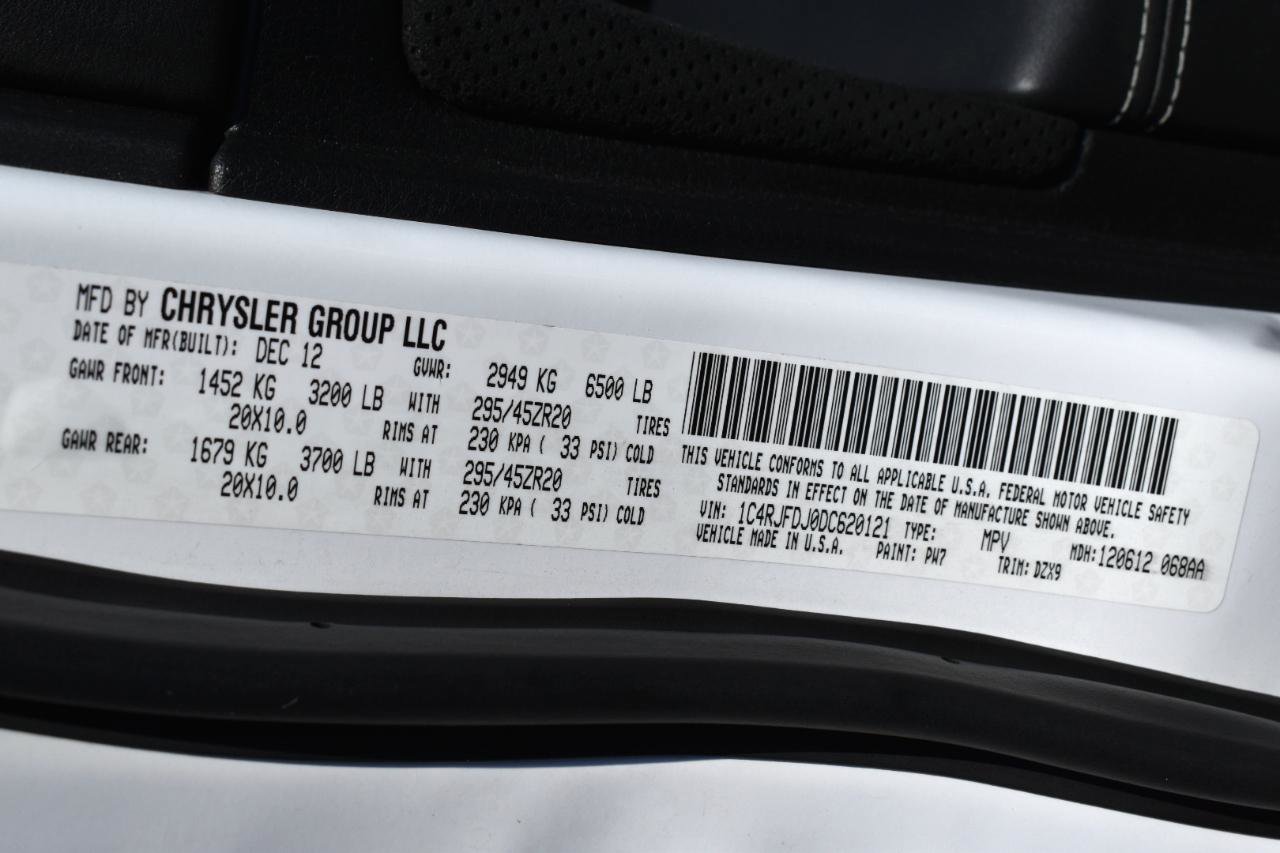 MFD BY CHRYSLER GROUP LLC
DATE OF MFR(BUILT): DEC 12 GVWR: 2949 KG 6500 LB
GAWR FRONT: 1452 KG 3200 LB WITH 295/45ZR20 TIRES
20X10.0 RIMS AT 230 KPA ( 33 PSI) COLD
GAWR REAR: 1679 KG 3700 LB WITH 295/45ZR20 TIRES
20X10.0 RIMS AT 230 KPA ( 33 PSI) COLD
THIS VEHICLE CONFORMS TO ALL APPLICABLE U.S.A. FEDERAL MOTOR VEHICLE SAFETY
STANDARDS IN EFFECT ON THE DATE OF MANUFACTURE SHOWN ABOVE.
VIN: 1C4RJFDJ0DC620121 TYPE: MPV MDH:120612 068AA
VEHICLE MADE IN U.S.A. PAINT: PW7 TRIM: DZX9